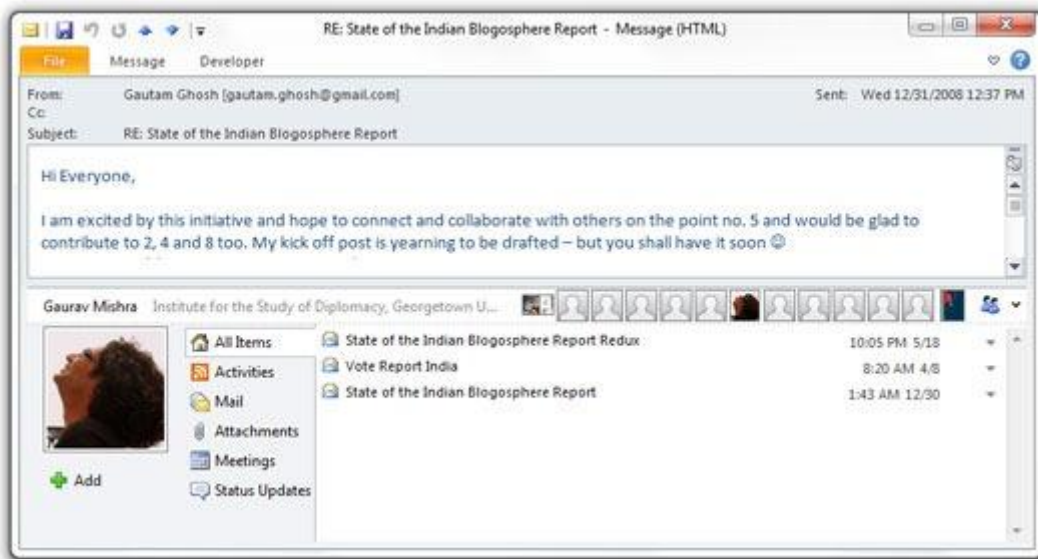 RE: State of the Indian Blogosphere Report - Message (HTML)
File Message Developer
From: Gautam Ghosh [gautam.ghosh@gmail.com] Sent: Wed 12/31/2008 12:37 PM
Cc:
Subject: RE: State of the Indian Blogosphere Report
Hi Everyone,
I am excited by this initiative and hope to connect and collaborate with others on the point no. 5 and would be glad to
contribute to 2, 4 and 8 too. My kick off post is yearning to be drafted – but you shall have it soon ☺
Gaurav Mishra Institute for the Study of Diplomacy, Georgetown U...
All Items
Activities
Mail
Attachments
Meetings
Status Updates
Add
State of the Indian Blogosphere Report Redux 10:05 PM 5/18
Vote Report India 8:20 AM 4/8
State of the Indian Blogosphere Report 1:43 AM 12/30